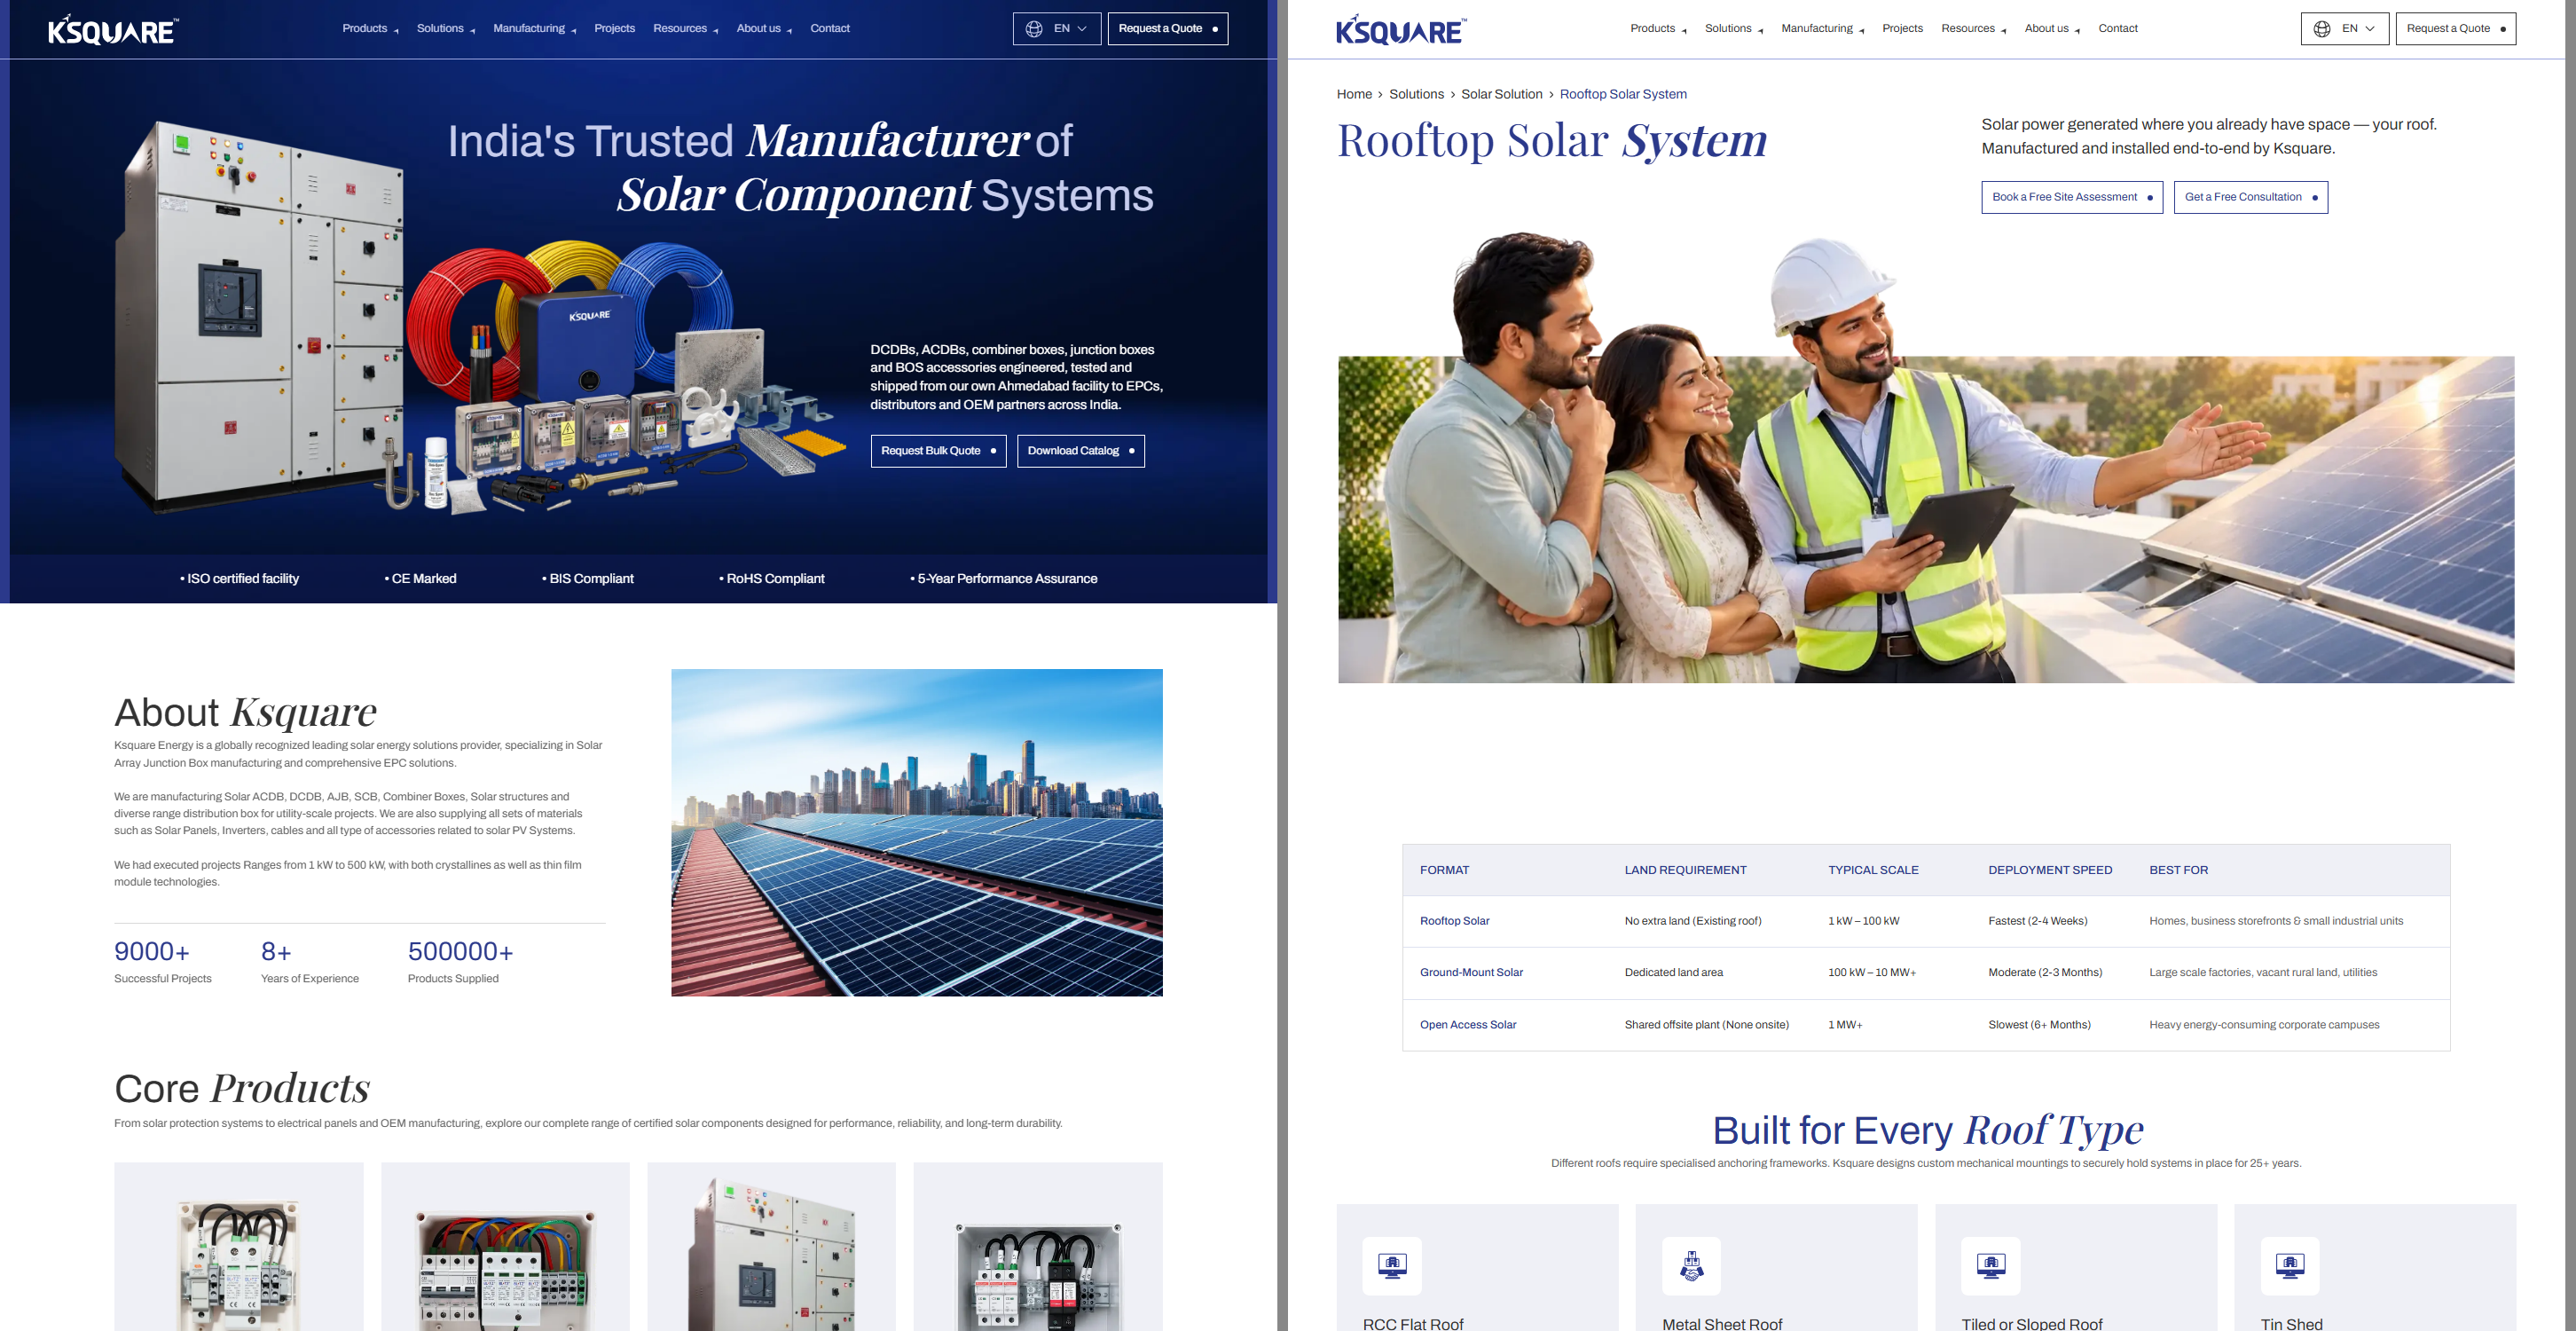 KSQUARE™
Products
Solutions
Manufacturing
Projects
Resources
About us
Contact
EN
Request a Quote
India's Trusted Manufacturer of
Solar Component Systems
KSQUARE
DCDBs, ACDBs, combiner boxes, junction boxes
and BOS accessories engineered, tested and
shipped from our own Ahmedabad facility to EPCs,
distributors and OEM partners across India.
Request Bulk Quote
Download Catalog
• ISO certified facility
• CE Marked
• BIS Compliant
• RoHS Compliant
• 5-Year Performance Assurance
About Ksquare
Ksquare Energy is a globally recognized leading solar energy solutions provider, specializing in Solar
Array Junction Box manufacturing and comprehensive EPC solutions.
We are manufacturing Solar ACDB, DCDB, AJB, SCB, Combiner Boxes, Solar structures and
diverse range distribution box for utility-scale projects. We are also supplying all sets of materials
such as Solar Panels, Inverters, cables and all type of accessories related to solar PV Systems.
We had executed projects Ranges from 1 kW to 500 kW, with both crystallines as well as thin film
module technologies.
9000+
Successful Projects
8+
Years of Experience
500000+
Products Supplied
Core Products
From solar protection systems to electrical panels and OEM manufacturing, explore our complete range of certified solar components designed for performance, reliability, and long-term durability.
KSQUARE™
Products
Solutions
Manufacturing
Projects
Resources
About us
Contact
EN
Request a Quote
Home > Solutions > Solar Solution > Rooftop Solar System
Rooftop Solar System
Solar power generated where you already have space — your roof.
Manufactured and installed end-to-end by Ksquare.
Book a Free Site Assessment
Get a Free Consultation
FORMAT LAND REQUIREMENT TYPICAL SCALE DEPLOYMENT SPEED BEST FOR
Rooftop Solar No extra land (Existing roof) 1 kW – 100 kW Fastest (2-4 Weeks) Homes, business storefronts & small industrial units
Ground-Mount Solar Dedicated land area 100 kW – 10 MW+ Moderate (2-3 Months) Large scale factories, vacant rural land, utilities
Open Access Solar Shared offsite plant (None onsite) 1 MW+ Slowest (6+ Months) Heavy energy-consuming corporate campuses
Built for Every Roof Type
Different roofs require specialised anchoring frameworks. Ksquare designs custom mechanical mountings to securely hold systems in place for 25+ years.
RCC Flat Roof
Metal Sheet Roof
Tiled or Sloped Roof
Tin Shed